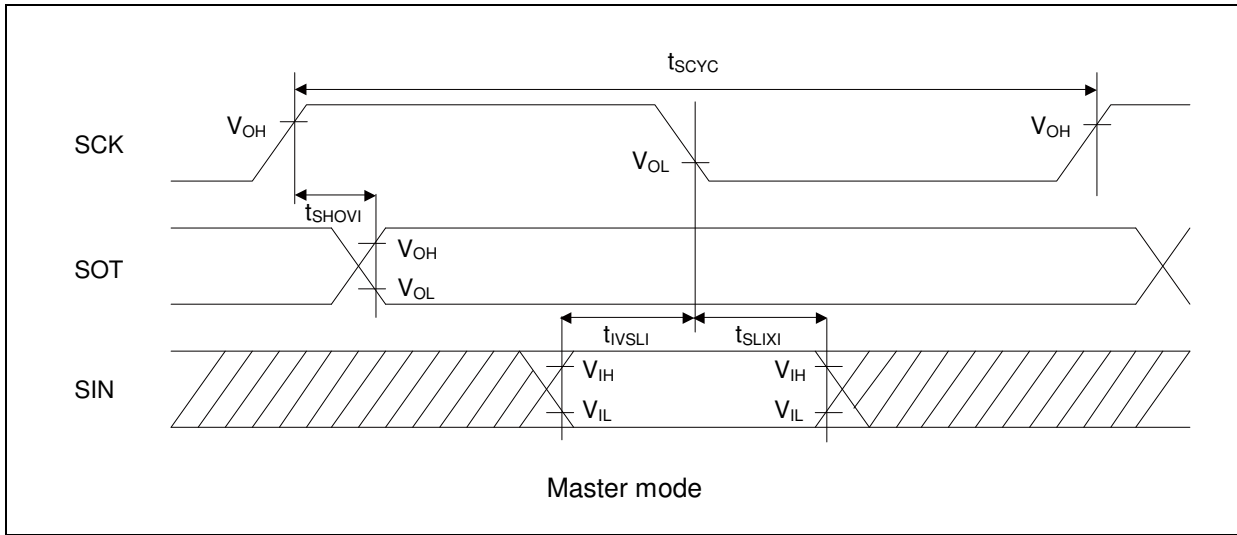 tSCYC
VOH
VOH
SCK
VOL
tSHOVI
VOH
SOT
VOL
tIVSLI
tSLIXI
VIH
VIH
SIN
VIL
VIL
Master mode